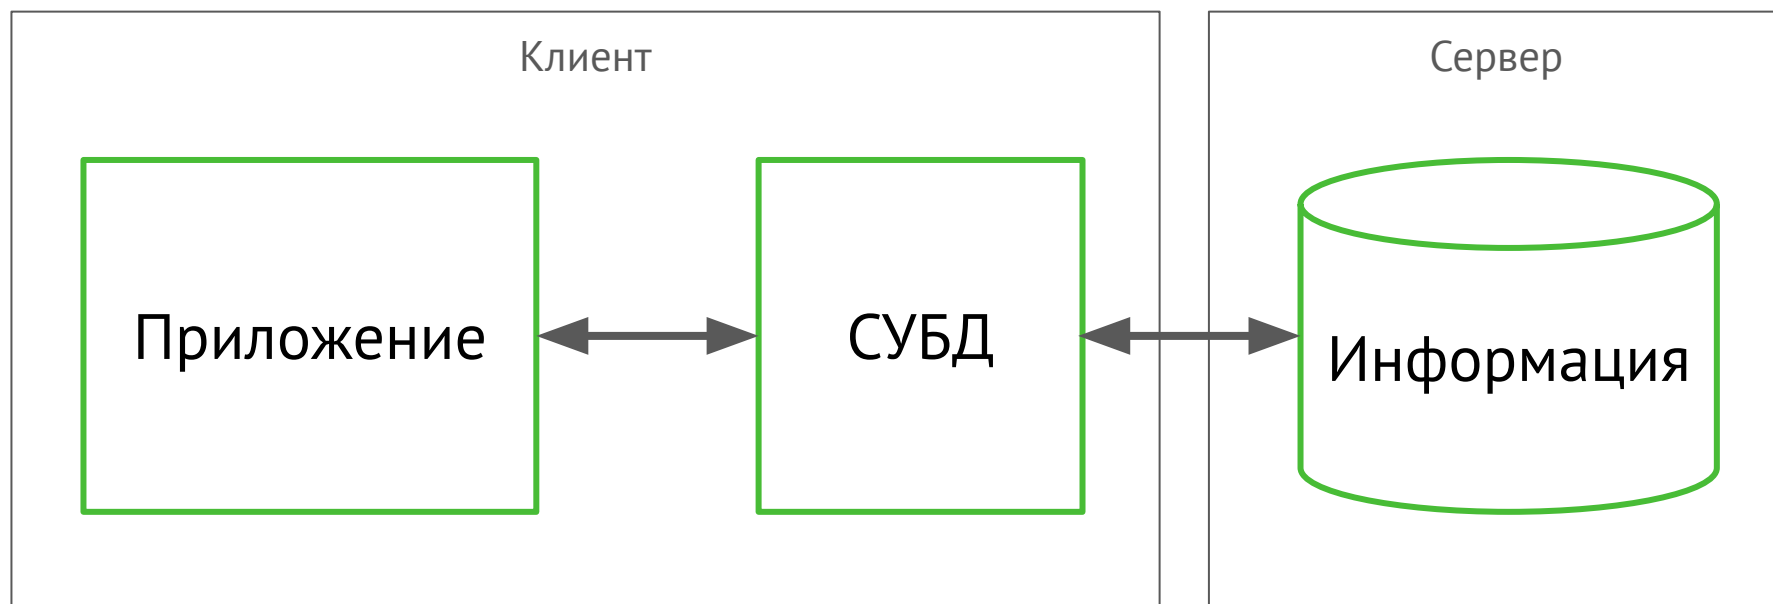 Клиент
Сервер
Приложение
СУБД
Информация